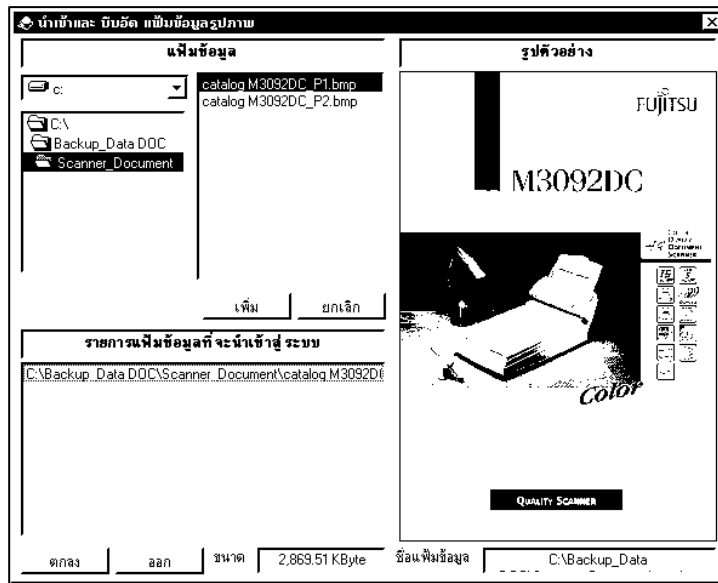 นำเข้าและ บีบอัด แฟ้มข้อมูลรูปภาพ
แฟ้มข้อมูล
c:
C:\
Backup_Data DOC
Scanner_Document
catalog M3092DC_P1.bmp
catalog M3092DC_P2.bmp
เพิ่ม
ยกเลิก
รายการแฟ้มข้อมูลที่จะนำเข้าสู่ ระบบ
C:\Backup_Data DOC\Scanner_Document\catalog M3092D
รูปตัวอย่าง
FUJITSU
M3092DC
Color
QUALITY SCANNER
ตกลง
ออก
ขนาด
2,869.51 KByte
ชื่อแฟ้มข้อมูล
C:\Backup_Data